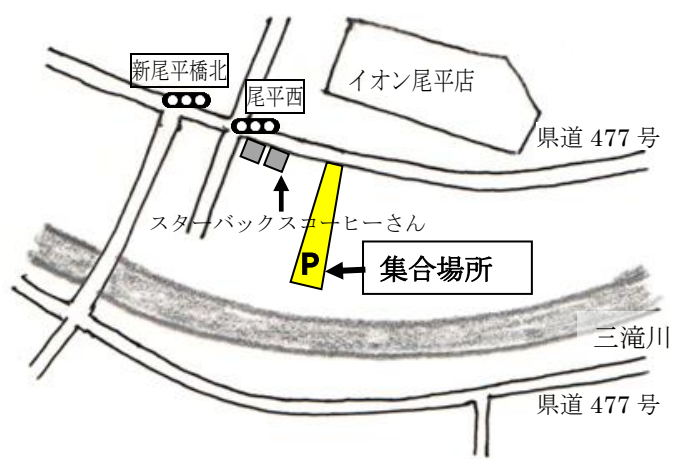 新尾平橋北
尾平西
イオン尾平店
県道 477 号
スターバックスコーヒーさん
P
集合場所
三滝川
県道 477 号